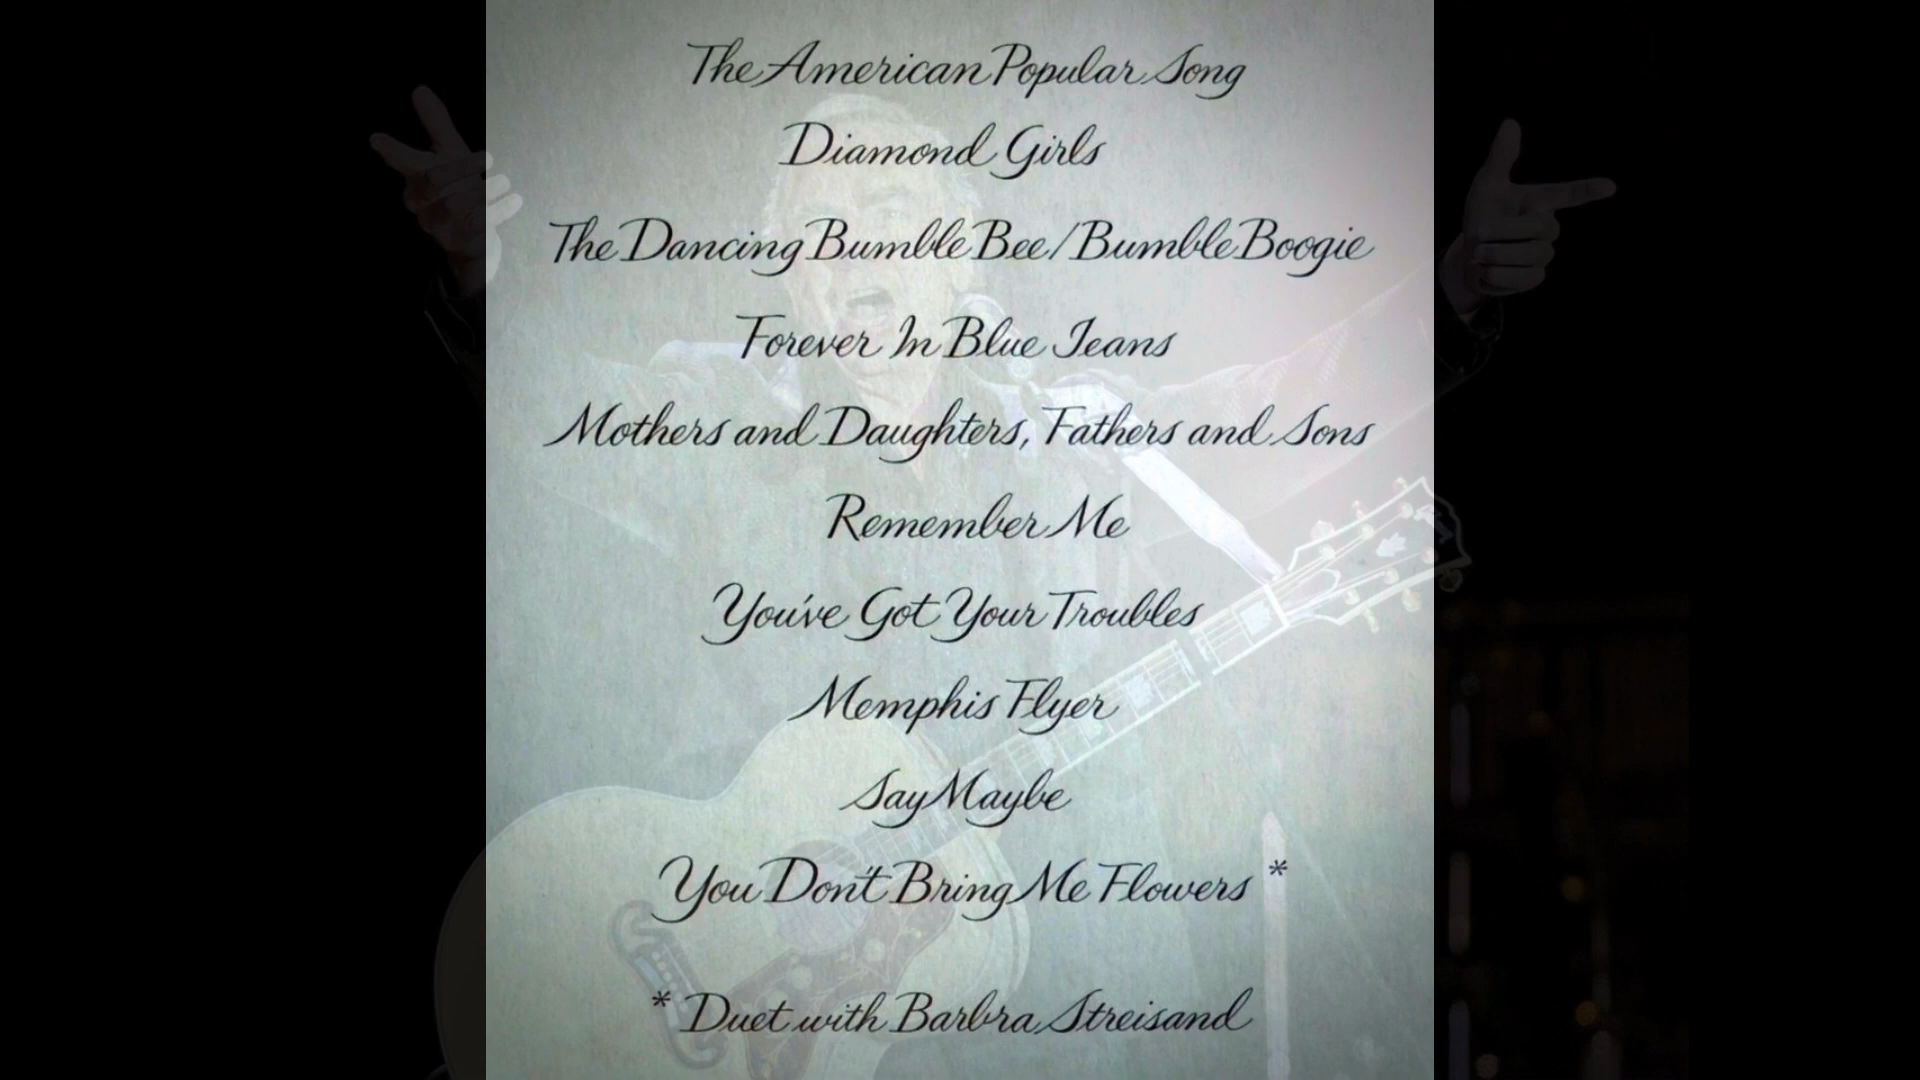 The American Popular Song
Diamond Girls
The Dancing Bumble Bee/Bumble Boogie
Forever In Blue Jeans
Mothers and Daughters, Fathers and Sons
Remember Me
You've Got Your Troubles
Memphis Flyer
Say Maybe
You Don't Bring Me Flowers *
* Duet with Barbra Streisand